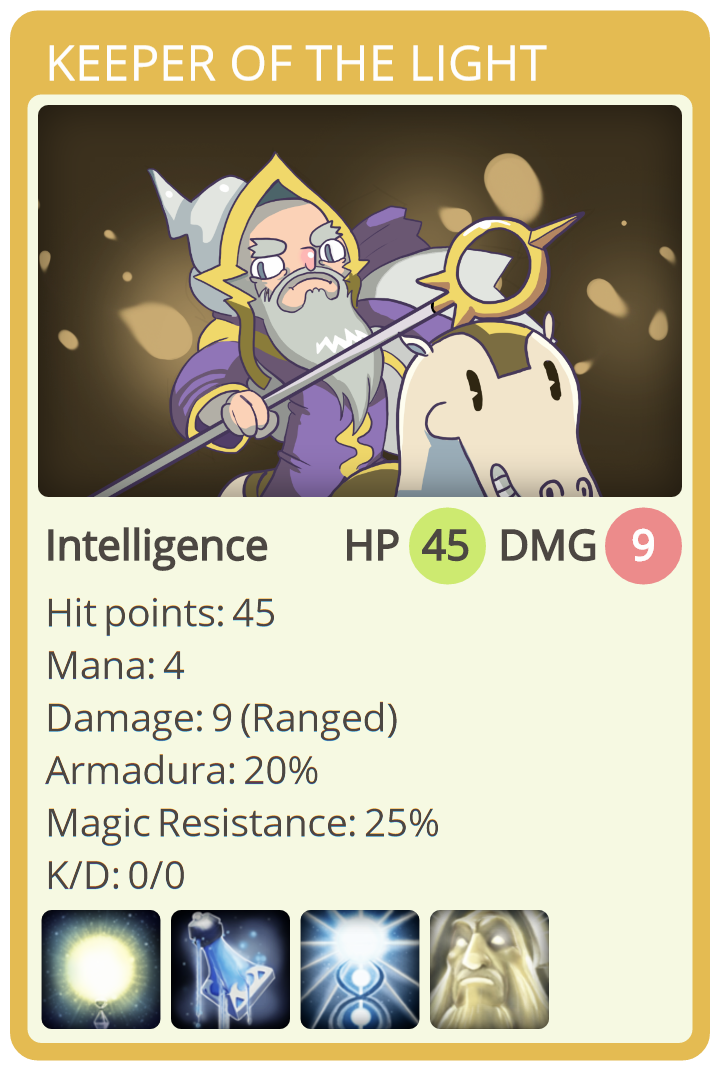 KEEPER OF THE LIGHT
Intelligence HP 45 DMG 9
Hit points: 45
Mana: 4
Damage: 9 (Ranged)
Armadura: 20%
Magic Resistance: 25%
K/D: 0/0